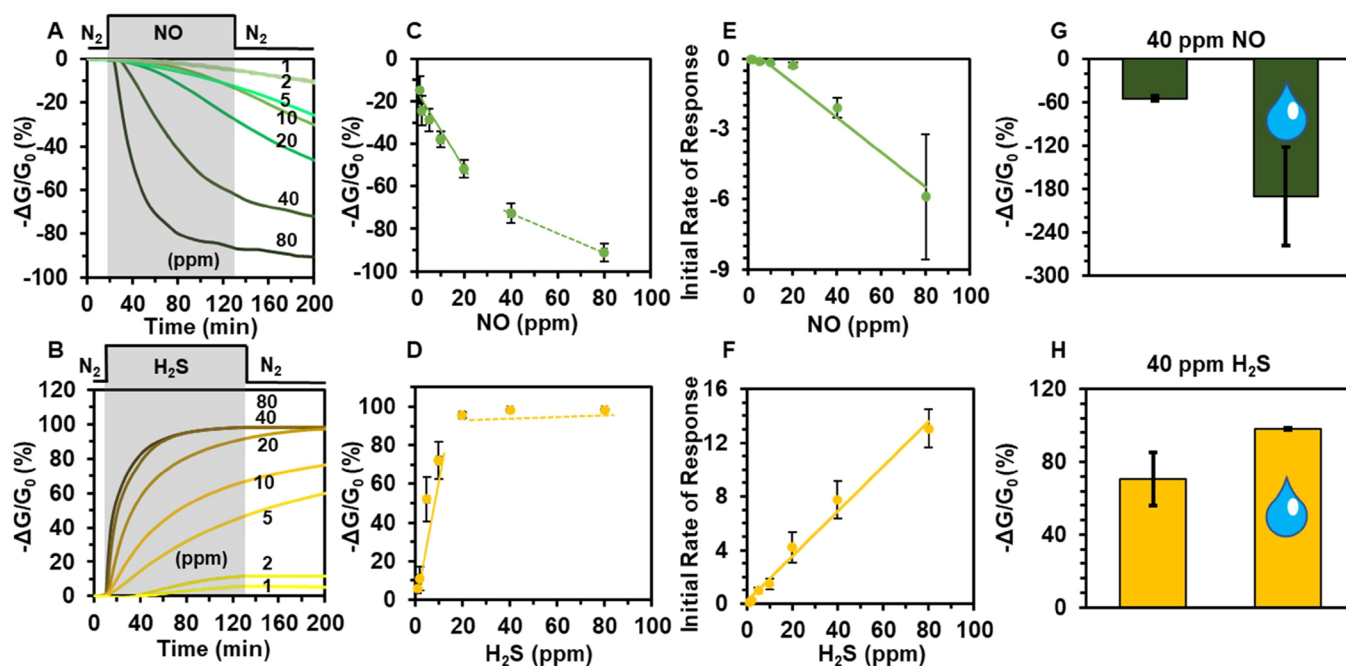 A
N₂
NO
N₂
0
-20
-40
-60
-80
-100
-ΔG/G₀ (%)
1
2
5
10
20
40
80
(ppm)
0 40 80 120 160 200
Time (min)
C
0
-20
-40
-60
-80
-100
-ΔG/G₀ (%)
0 20 40 60 80 100
NO (ppm)
E
0
-3
-6
-9
Initial Rate of Response
0 20 40 60 80 100
NO (ppm)
G
40 ppm NO
0
-60
-120
-180
-240
-300
-ΔG/G₀ (%)
B
N₂
H₂S
N₂
120
100
80
60
40
20
0
-ΔG/G₀ (%)
80
40
20
10
5
(ppm)
2
1
0 40 80 120 160 200
Time (min)
D
100
80
60
40
20
0
-ΔG/G₀ (%)
0 20 40 60 80 100
H₂S (ppm)
F
16
12
8
4
0
Initial Rate of Response
0 20 40 60 80 100
H₂S (ppm)
H
40 ppm H₂S
120
80
40
0
-ΔG/G₀ (%)